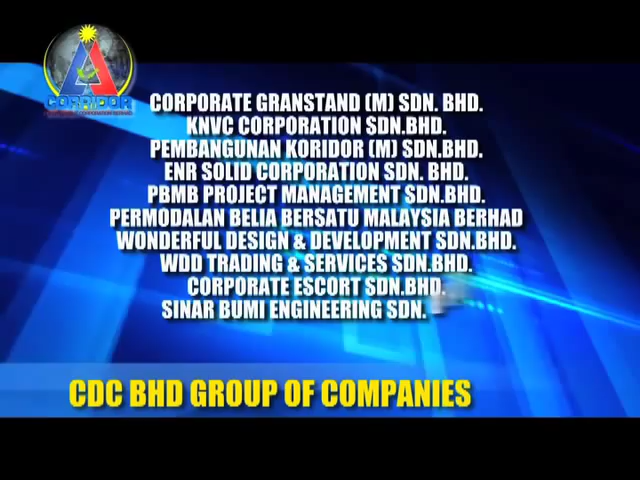 CORRIDOR
CORPORATE GRANSTAND (M) SDN. BHD.
KNVC CORPORATION SDN.BHD.
PEMBANGUNAN KORIDOR (M) SDN.BHD.
ENR SOLID CORPORATION SDN. BHD.
PBMB PROJECT MANAGEMENT SDN.BHD.
PERMODALAN BELIA BERSATU MALAYSIA BERHAD
WONDERFUL DESIGN & DEVELOPMENT SDN.BHD.
WDD TRADING & SERVICES SDN.BHD.
CORPORATE ESCORT SDN.BHD.
SINAR BUMI ENGINEERING SDN.
CDC BHD GROUP OF COMPANIES